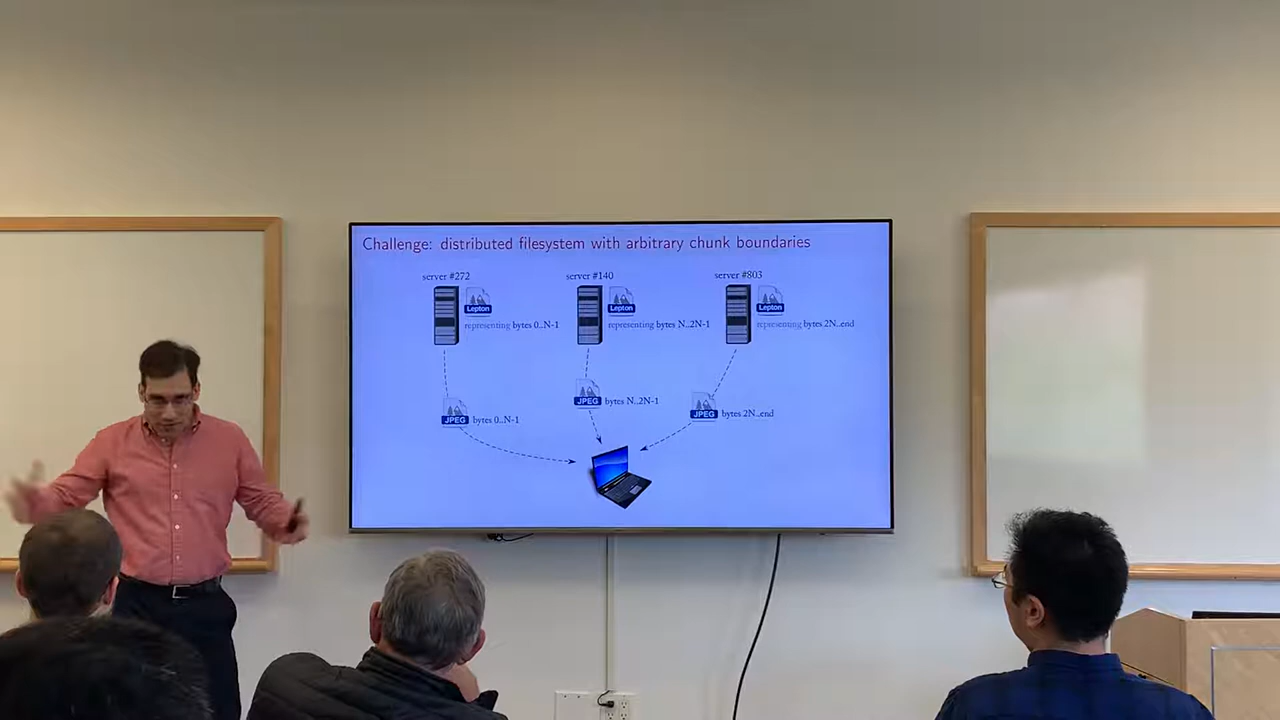 Challenge: distributed filesystem with arbitrary chunk boundaries
server #272
server #140
server #803
Lepton
Lepton
Lepton
representing bytes 0..N-1
representing bytes N..2N-1
representing bytes 2N..end
JPEG
bytes 0..N-1
JPEG
bytes N..2N-1
JPEG
bytes 2N..end